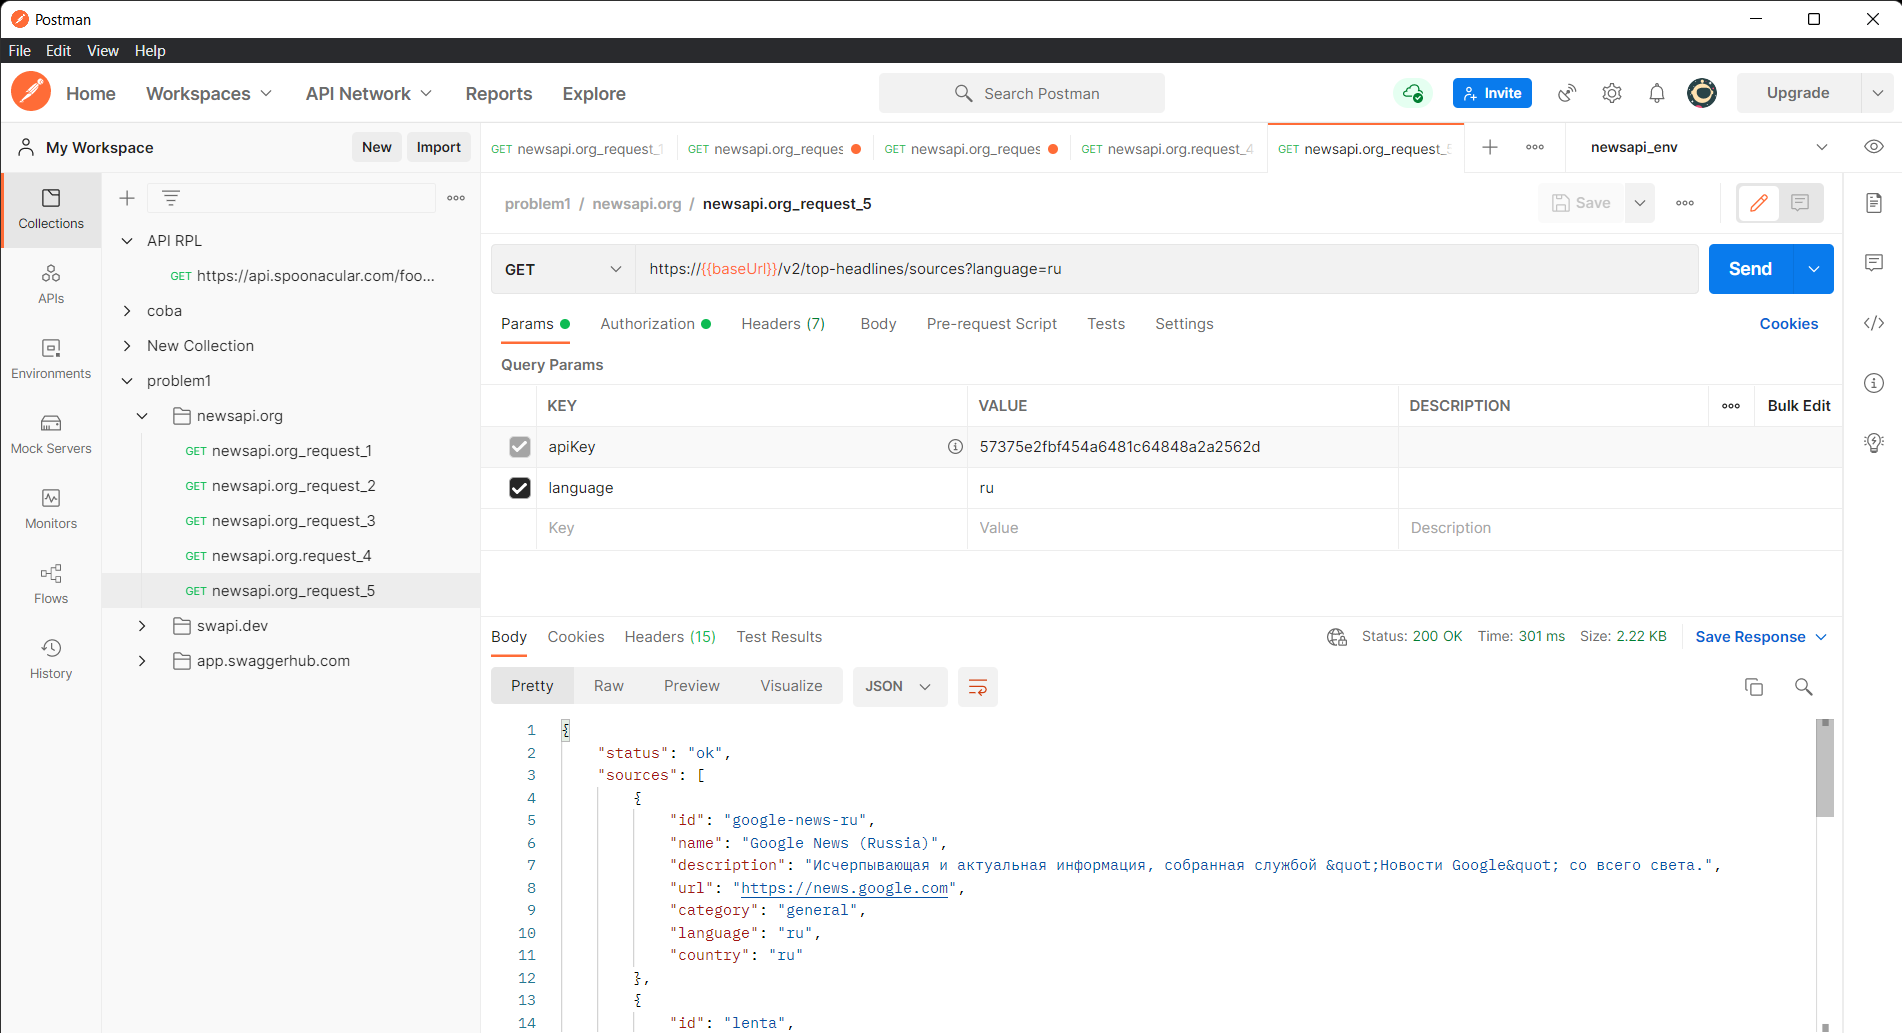 Postman
File Edit View Help
Home Workspaces API Network Reports Explore Search Postman Invite Upgrade
My Workspace New Import
GET newsapi.org_request_1 GET newsapi.org_reques GET newsapi.org_reques GET newsapi.org.request_4 GET newsapi.org_request_5 newsapi_env
Collections
APIs
Environments
Mock Servers
Monitors
Flows
History
API RPL
GET https://api.spoonacular.com/foo...
coba
New Collection
problem1
newsapi.org
GET newsapi.org_request_1
GET newsapi.org_request_2
GET newsapi.org_request_3
GET newsapi.org.request_4
GET newsapi.org_request_5
swapi.dev
app.swaggerhub.com
problem1 / newsapi.org / newsapi.org_request_5 Save
GET https://{{baseUrl}}/v2/top-headlines/sources?language=ru Send
Params Authorization Headers (7) Body Pre-request Script Tests Settings Cookies
Query Params
KEY VALUE DESCRIPTION Bulk Edit
apiKey 57375e2fbf454a6481c64848a2a2562d
language ru
Key Value Description
Body Cookies Headers (15) Test Results Status: 200 OK Time: 301 ms Size: 2.22 KB Save Response
Pretty Raw Preview Visualize JSON
1 {
2 "status": "ok",
3 "sources": [
4 {
5 "id": "google-news-ru",
6 "name": "Google News (Russia)",
7 "description": "Исчерпывающая и актуальная информация, собранная службой &quot;Новости Google&quot; со всего света.",
8 "url": "https://news.google.com",
9 "category": "general",
10 "language": "ru",
11 "country": "ru"
12 },
13 {
14 "id": "lenta",